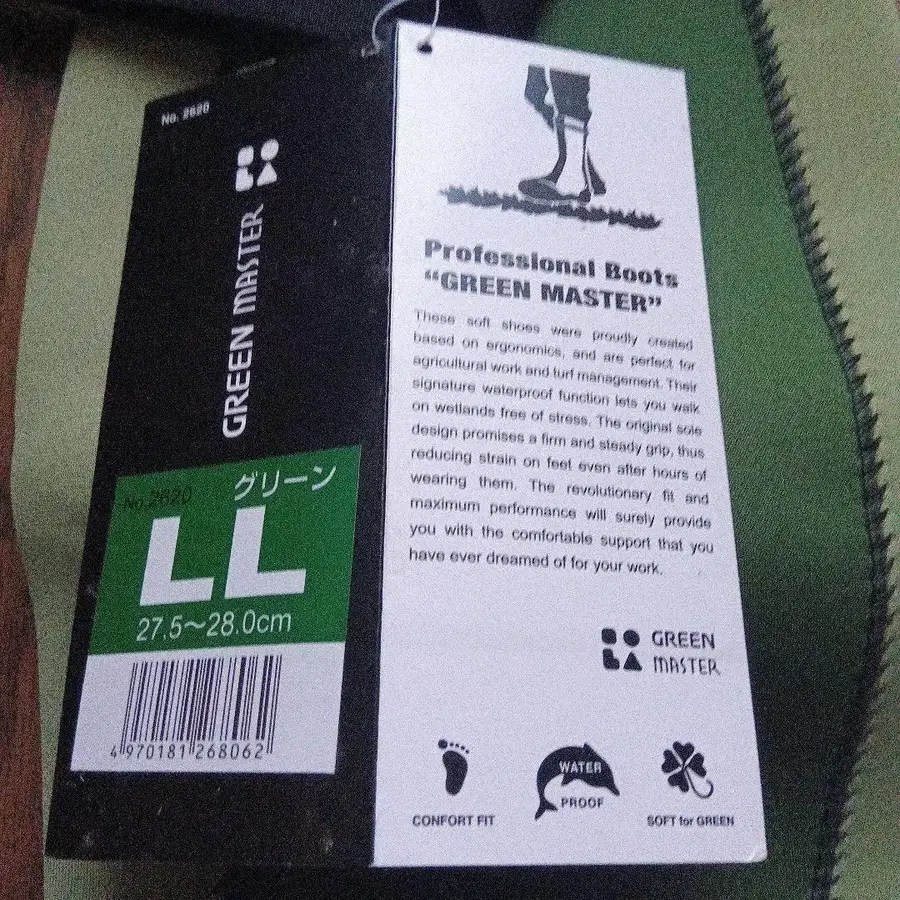 No. 2620
GREEN MASTER
No.2620
グリーン
LL
27.5～28.0cm
4970181268062
Professional Boots
“GREEN MASTER”
These soft shoes were proudly created
based on ergonomics, and are perfect for
agricultural work and turf management. Their
signature waterproof function lets you walk
on wetlands free of stress. The original sole
design promises a firm and steady grip, thus
reducing strain on feet even after hours of
wearing them. The revolutionary fit and
maximum performance will surely provide
you with the comfortable support that you
have ever dreamed of for your work.
GREEN
MASTER
CONFORT FIT
WATER
PROOF
SOFT for GREEN